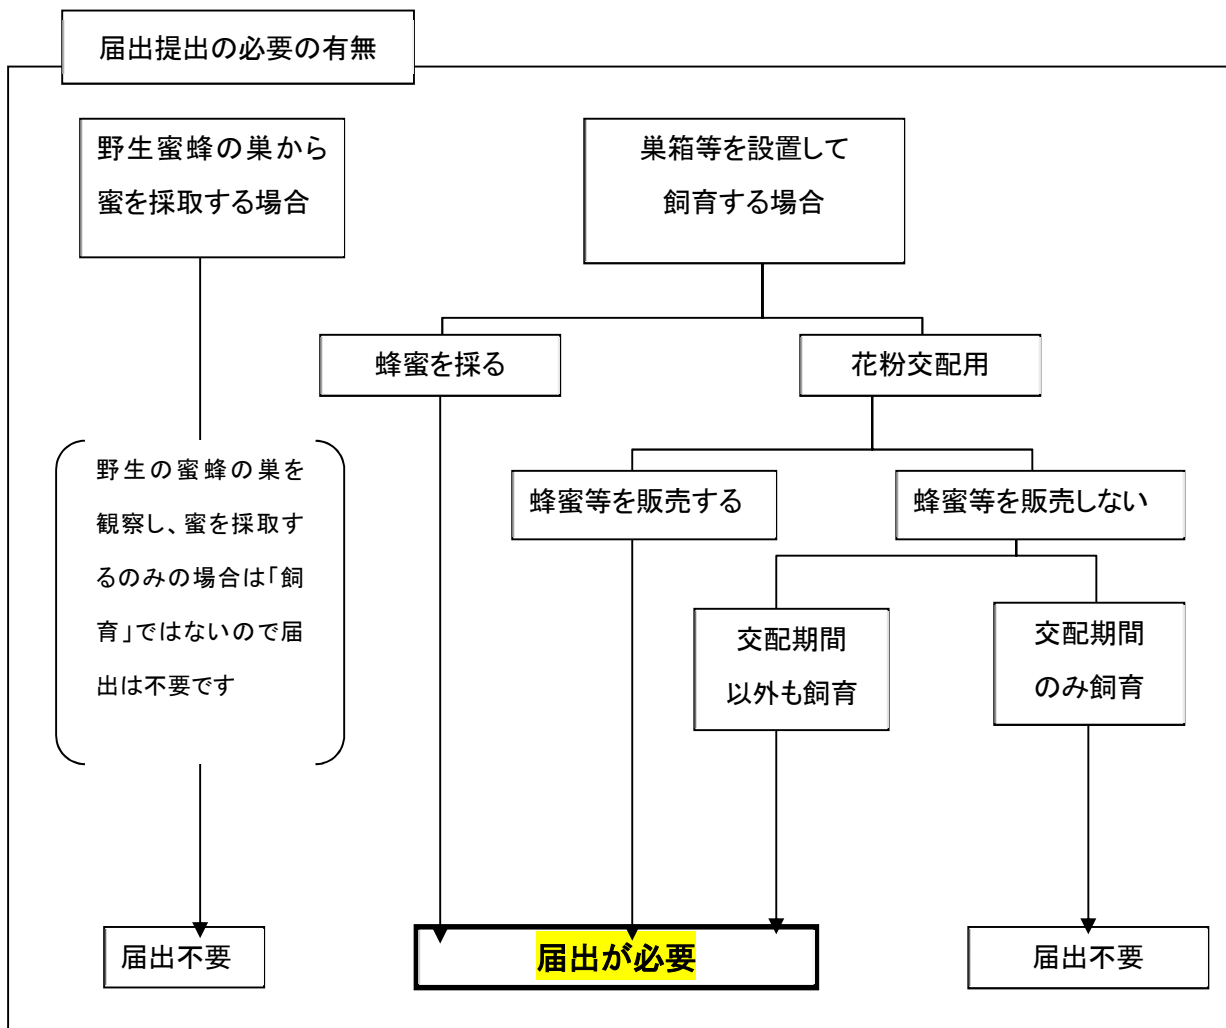 届出提出の必要の有無
野生蜜蜂の巣から
蜜を採取する場合
巣箱等を設置して
飼育する場合
蜂蜜を採る
花粉交配用
野生の蜜蜂の巣を
観察し、蜜を採取す
るのみの場合は「飼
育」ではないので届
出は不要です
蜂蜜等を販売する
蜂蜜等を販売しない
交配期間
以外も飼育
交配期間
のみ飼育
届出不要
届出が必要
届出不要